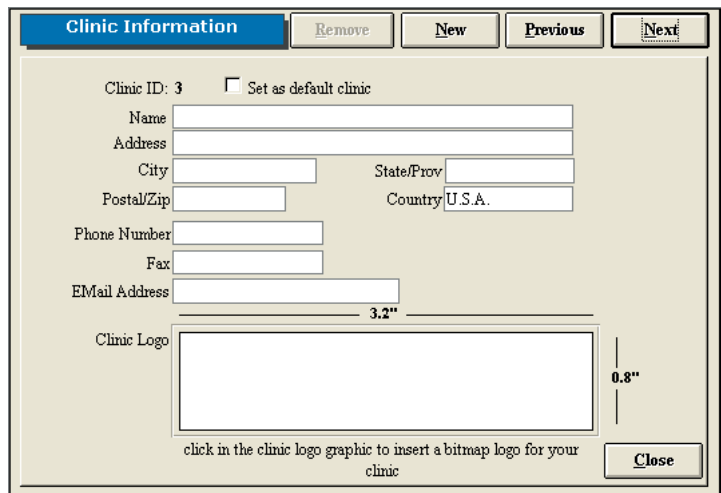 Clinic Information Remove New Previous Next
Clinic ID: 3 Set as default clinic
Name
Address
City State/Prov
Postal/Zip Country U.S.A.
Phone Number
Fax
EMail Address
3.2"
Clinic Logo
0.8"
click in the clinic logo graphic to insert a bitmap logo for your
clinic
Close